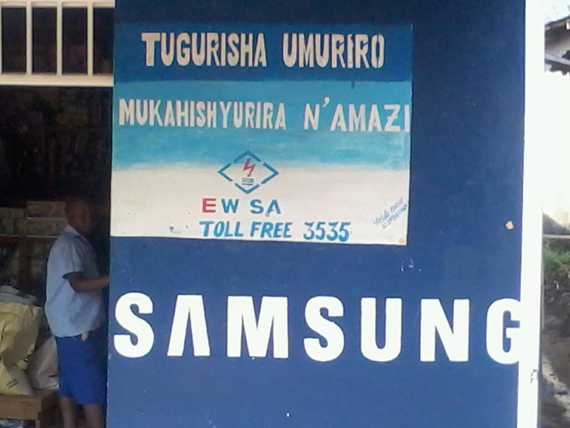 TUGURISHA UMURIRO
MUKAHISHYURIRA N'AMAZI
EWSA
TOLL FREE 3535
SAMSUNG